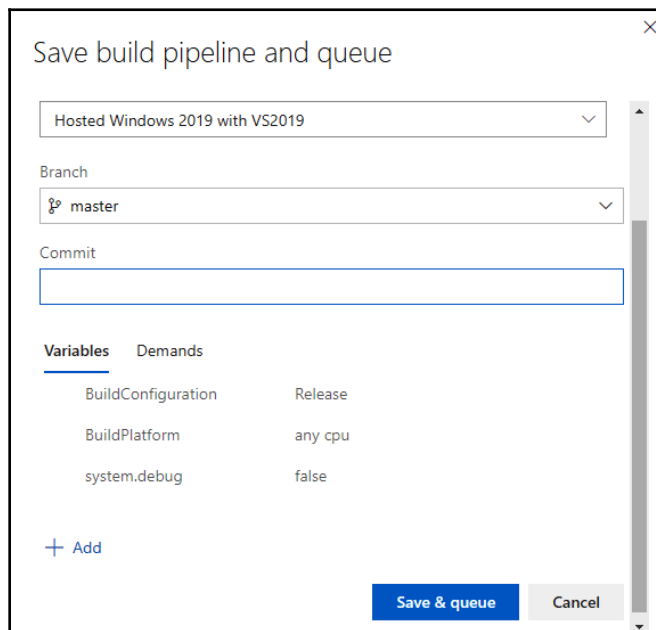 Save build pipeline and queue
Hosted Windows 2019 with VS2019
Branch
master
Commit
Variables Demands
BuildConfiguration Release
BuildPlatform any cpu
system.debug false
+ Add
Save & queue Cancel